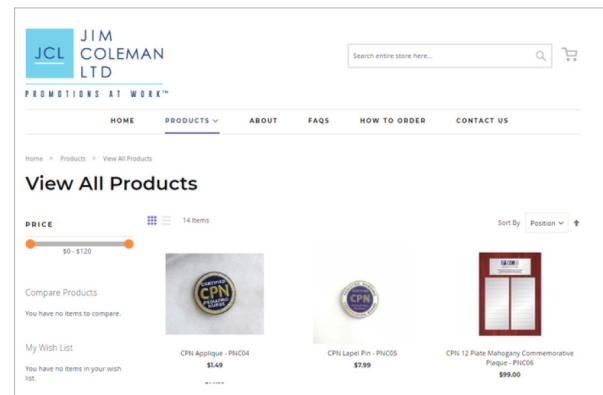 JCL
JIM
COLEMAN
LTD
PROMOTIONS AT WORK™
Search entire store here...
HOME PRODUCTS ABOUT FAQS HOW TO ORDER CONTACT US
Home > Products > View All Products
View All Products
PRICE
$0 - $120
14 Items
Sort By Position
Compare Products
You have no items to compare.
My Wish List
You have no items in your wish
list.
CPN
CPN Applique - PNC04
$1.49
CPN
CPN Lapel Pin - PNC05
$7.99
CPN 12 Plate Mahogany Commemorative
Plaque - PNC06
$99.00